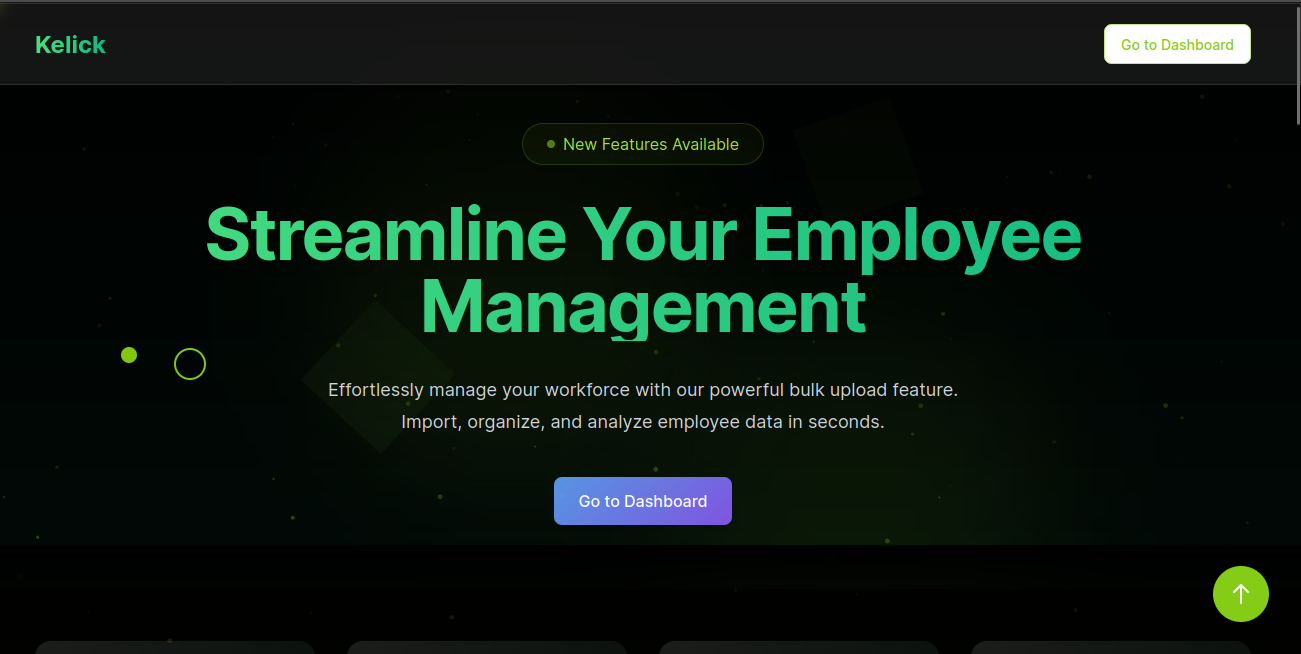 Kelick
Go to Dashboard
New Features Available
Streamline Your Employee
Management
Effortlessly manage your workforce with our powerful bulk upload feature.
Import, organize, and analyze employee data in seconds.
Go to Dashboard